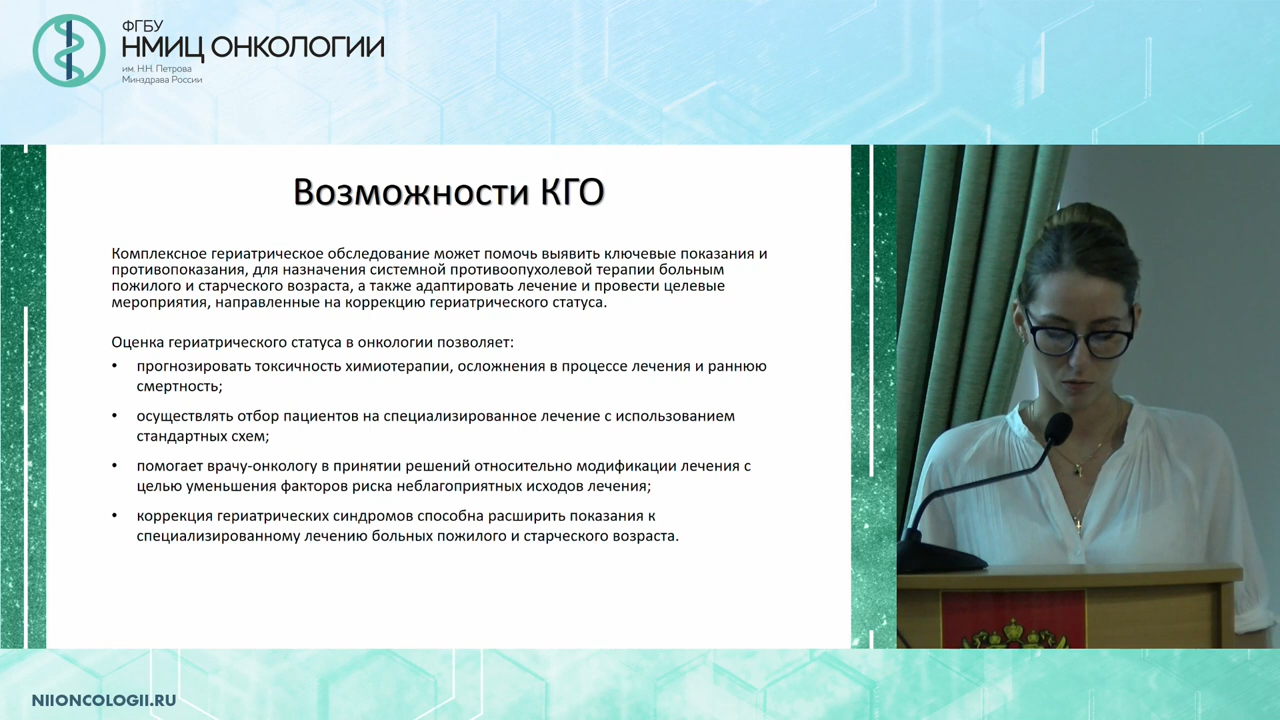 ФГБУ
НМИЦ ОНКОЛОГИИ
им. Н.Н. Петрова
Минздрава России
Возможности КГО
Комплексное гериатрическое обследование может помочь выявить ключевые показания и
противопоказания, для назначения системной противоопухолевой терапии больным
пожилого и старческого возраста, а также адаптировать лечение и провести целевые
мероприятия, направленные на коррекцию гериатрического статуса.
Оценка гериатрического статуса в онкологии позволяет:
• прогнозировать токсичность химиотерапии, осложнения в процессе лечения и раннюю
смертность;
• осуществлять отбор пациентов на специализированное лечение с использованием
стандартных схем;
• помогает врачу-онкологу в принятии решений относительно модификации лечения с
целью уменьшения факторов риска неблагоприятных исходов лечения;
• коррекция гериатрических синдромов способна расширить показания к
специализированному лечению больных пожилого и старческого возраста.
NIIONCOLOGII.RU